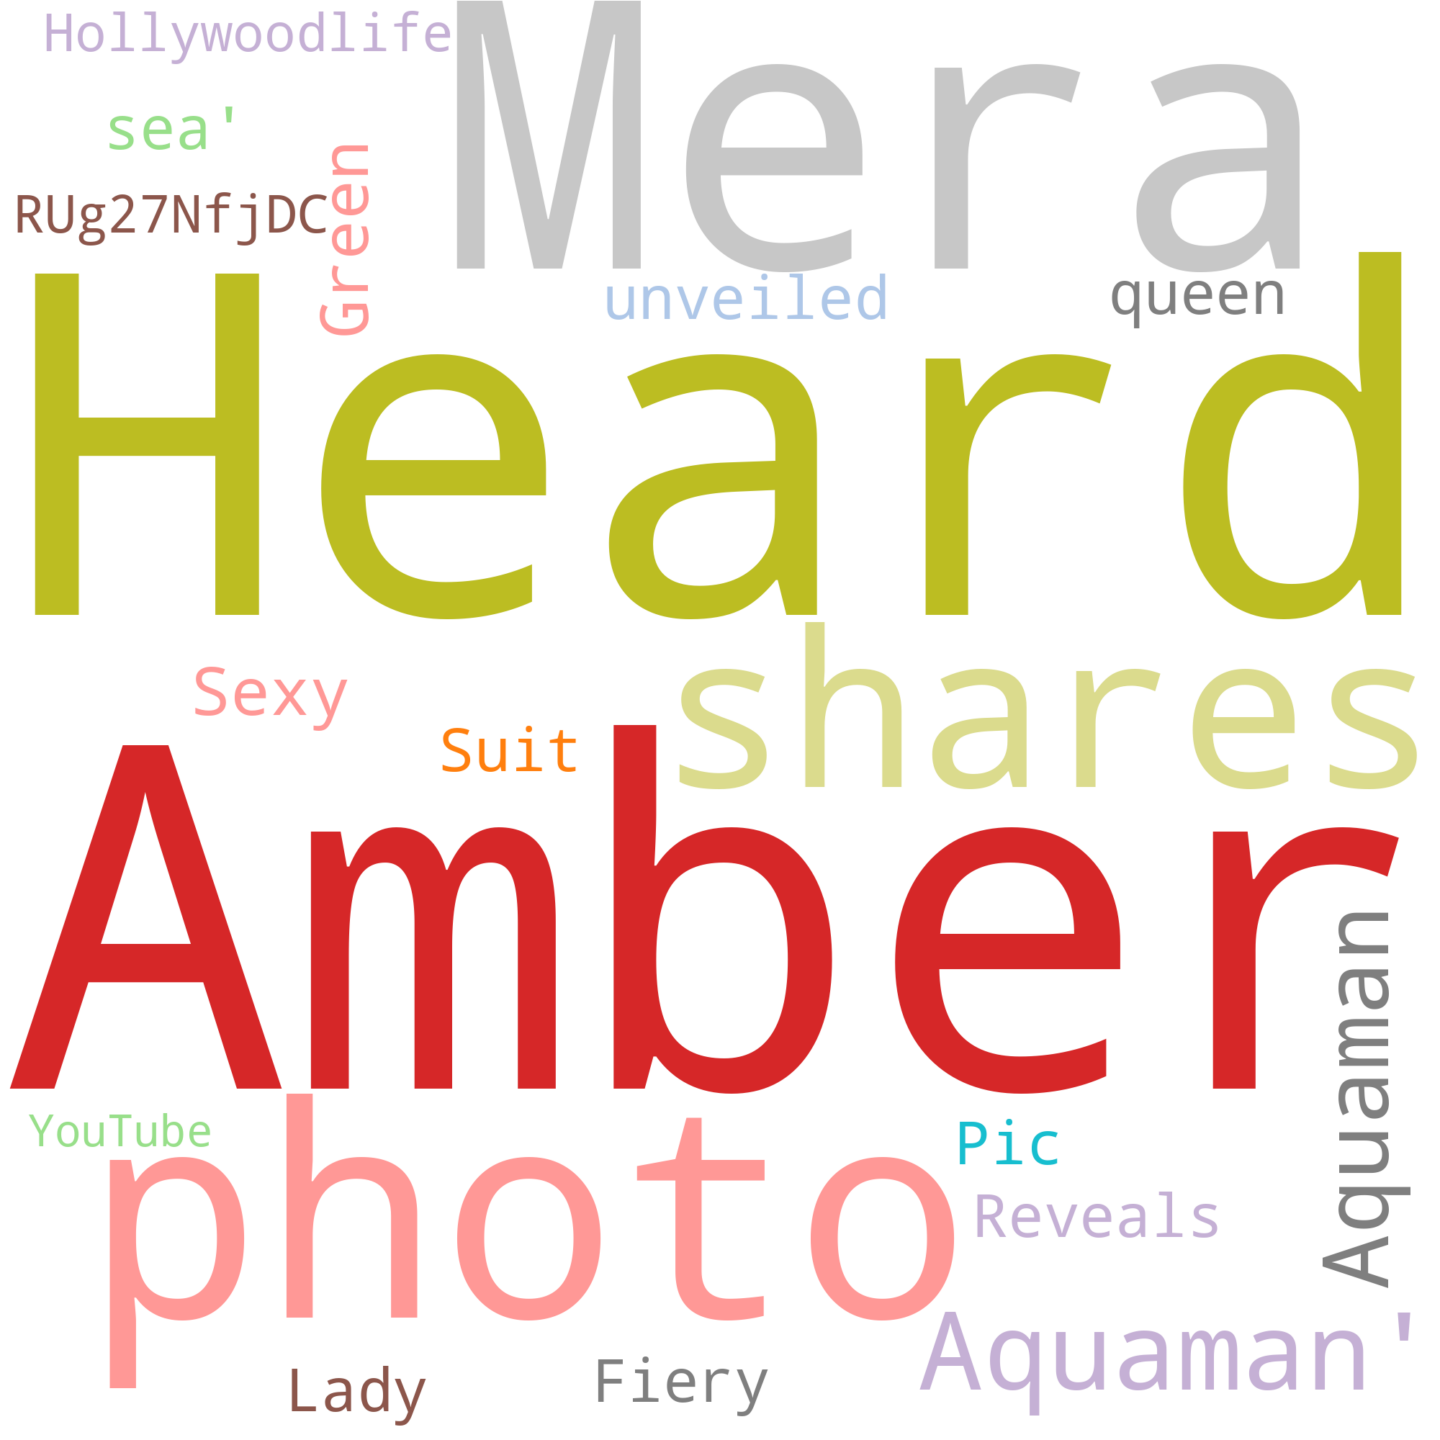 Hollywoodlife
Mera
sea'
RUg27NfjDC
Green
unveiled
queen
Heard
shares
Sexy
Suit
Amber
Aquaman
YouTube
photo
Pic
Reveals
Aquaman'
Lady
Fiery